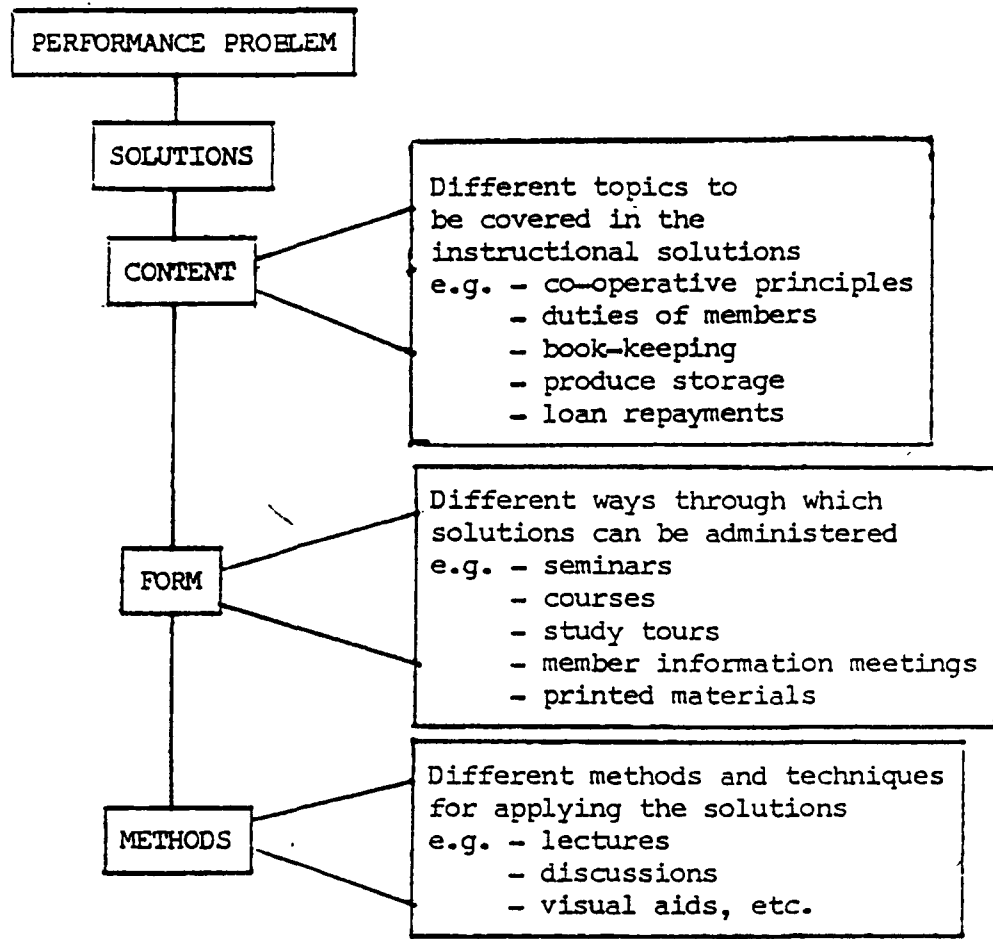 PERFORMANCE PROBLEM
SOLUTIONS
CONTENT
Different topics to
be covered in the
instructional solutions
e.g. - co-operative principles
- duties of members
- book-keeping
- produce storage
- loan repayments
FORM
Different ways through which
solutions can be administered
e.g. - seminars
- courses
- study tours
- member information meetings
- printed materials
METHODS
Different methods and techniques
for applying the solutions
e.g. - lectures
- discussions
- visual aids, etc.